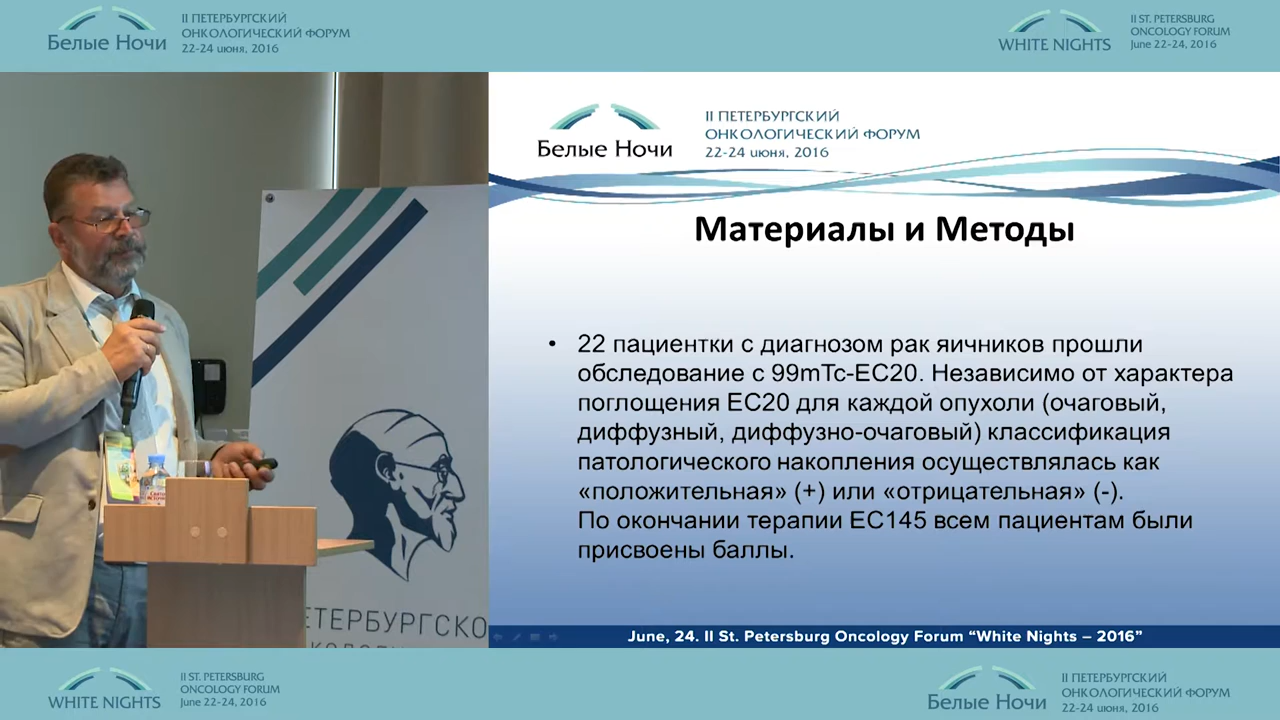 Белые Ночи
II ПЕТЕРБУРГСКИЙ
ОНКОЛОГИЧЕСКИЙ ФОРУМ
22-24 июня, 2016
WHITE NIGHTS
II ST. PETERSBURG
ONCOLOGY FORUM
June 22-24, 2016
Белые Ночи
II ПЕТЕРБУРГСКИЙ
ОНКОЛОГИЧЕСКИЙ ФОРУМ
22-24 июня, 2016
Материалы и Методы
• 22 пациентки с диагнозом рак яичников прошли
обследование с 99mTc-EC20. Независимо от характера
поглощения EC20 для каждой опухоли (очаговый,
диффузный, диффузно-очаговый) классификация
патологического накопления осуществлялась как
«положительная» (+) или «отрицательная» (-).
По окончании терапии EC145 всем пациентам были
присвоены баллы.
ЕТЕРБУРГСКО
June, 24. II St. Petersburg Oncology Forum “White Nights – 2016”
WHITE NIGHTS
II ST. PETERSBURG
ONCOLOGY FORUM
June 22-24, 2016
Белые Ночи
II ПЕТЕРБУРГСКИЙ
ОНКОЛОГИЧЕСКИЙ ФОРУМ
22-24 июня, 2016